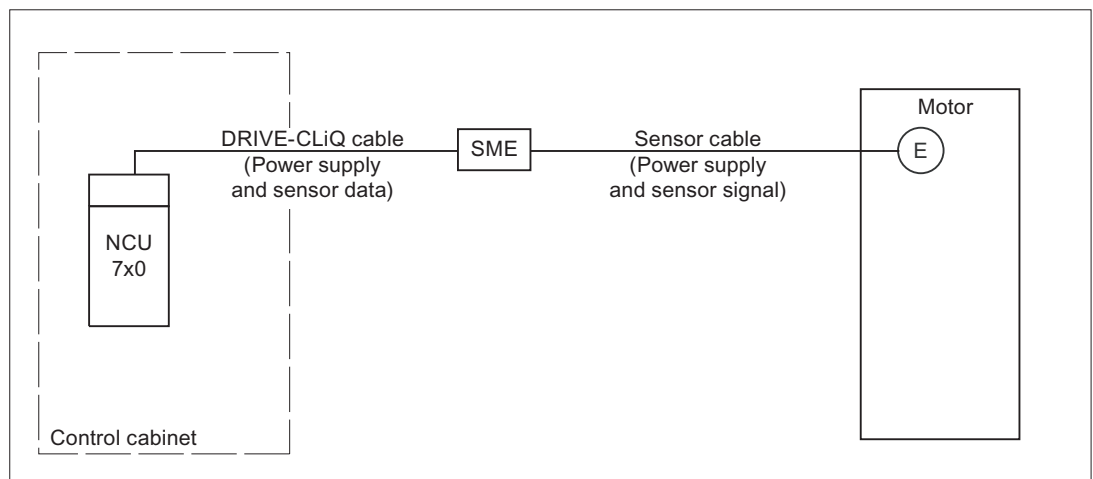 Motor
DRIVE-CLiQ cable
(Power supply
and sensor data)
SME
Sensor cable
(Power supply
and sensor signal)
E
NCU
7x0
Control cabinet